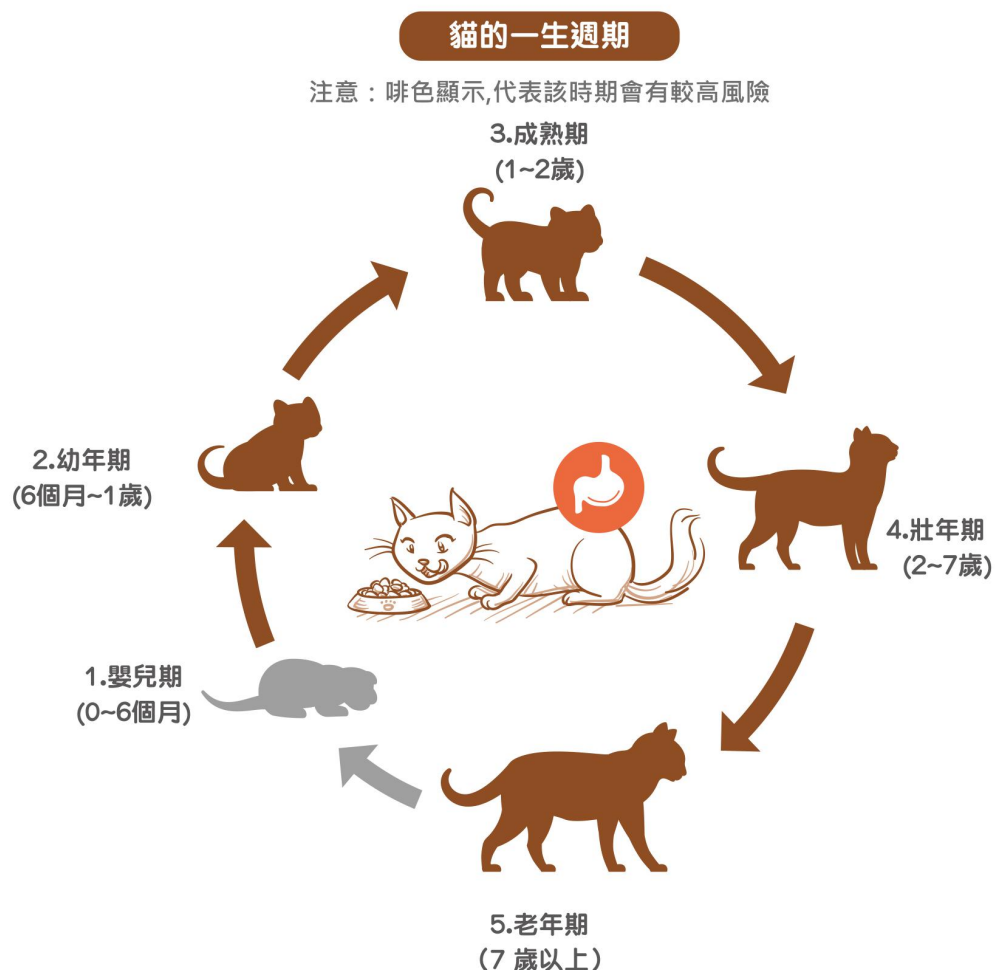 貓的一生週期
注意：啡色顯示,代表該時期會有較高風險
3.成熟期
(1~2歲)
2.幼年期
(6個月~1歲)
4.壯年期
(2~7歲)
1.嬰兒期
(0~6個月)
5.老年期
(7 歲以上)